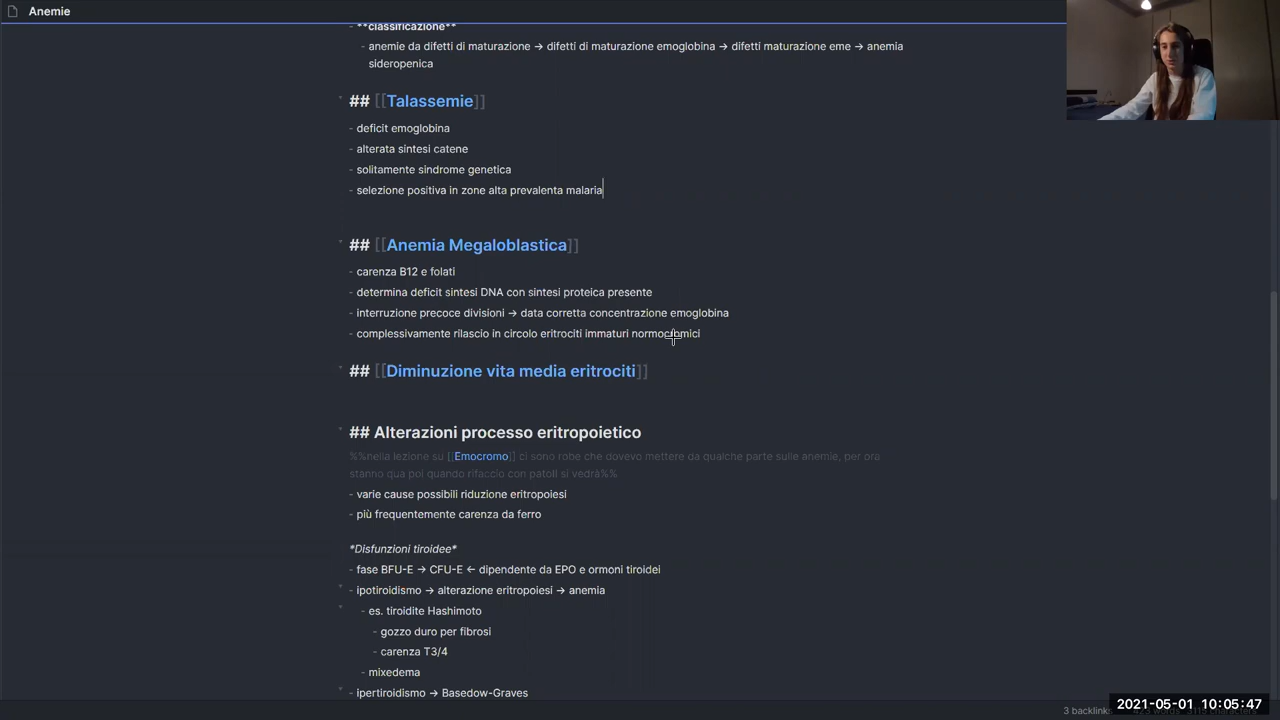 Anemie
- **classificazione**
- anemie da difetti di maturazione → difetti di maturazione emoglobina → difetti maturazione eme → anemia
sideropenica
## [[Talassemie]]
- deficit emoglobina
- alterata sintesi catene
- solitamente sindrome genetica
- selezione positiva in zone alta prevalenta malaria
## [[Anemia Megaloblastica]]
- carenza B12 e folati
- determina deficit sintesi DNA con sintesi proteica presente
- interruzione precoce divisioni → data corretta concentrazione emoglobina
- complessivamente rilascio in circolo eritrociti immaturi normocromici
## [[Diminuzione vita media eritrociti]]
## Alterazioni processo eritropoietico
%%nella lezione su [[Emocromo]] ci sono robe che dovevo mettere da qualche parte sulle anemie, per ora
stanno qua poi quando rifaccio con patoli si vedrà%%
- varie cause possibili riduzione eritropoiesi
- più frequentemente carenza da ferro
*Disfunzioni tiroidee*
- fase BFU-E → CFU-E ← dipendente da EPO e ormoni tiroidei
- ipotiroidismo → alterazione eritropoiesi → anemia
- es. tiroidite Hashimoto
- gozzo duro per fibrosi
- carenza T3/4
- mixedema
- ipertiroidismo → Basedow-Graves
3 backlinks
2021-05-01 10:05:47